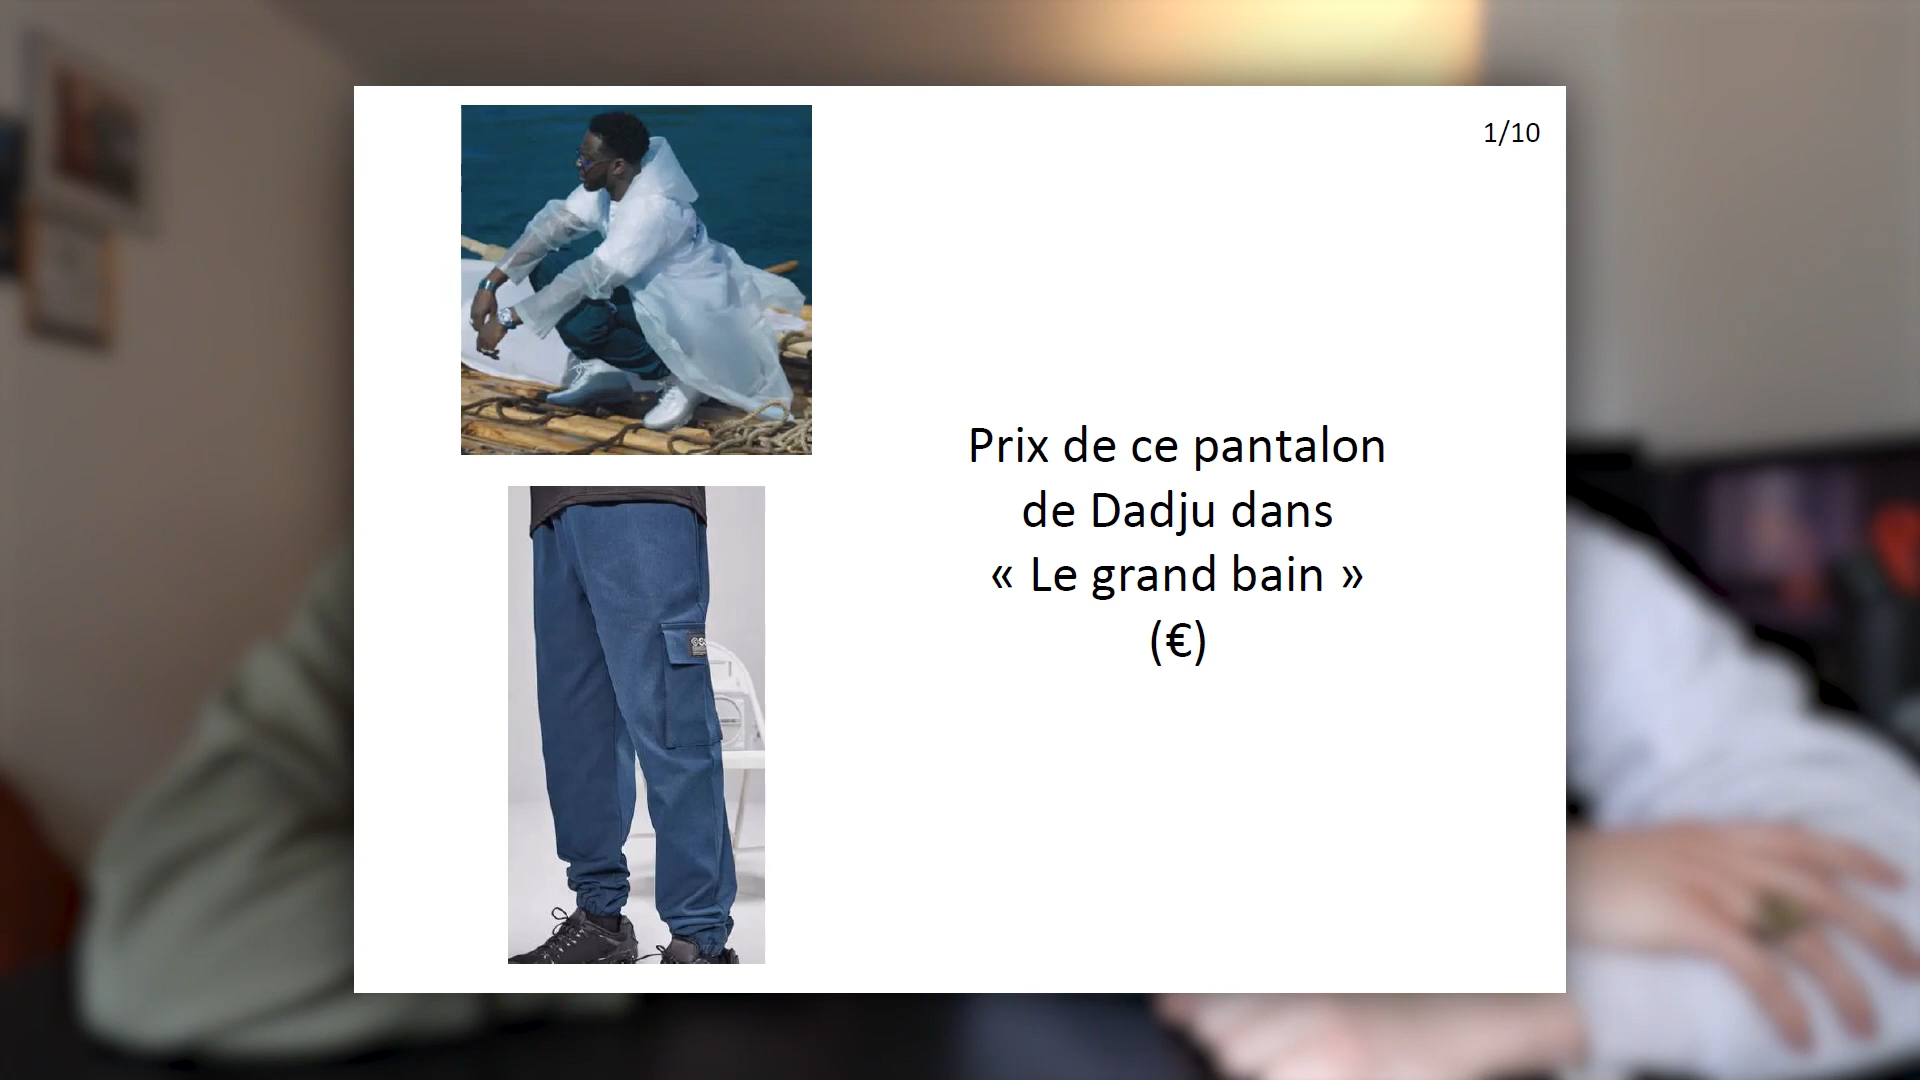 1/10
Prix de ce pantalon
de Dadju dans
« Le grand bain »
(€)